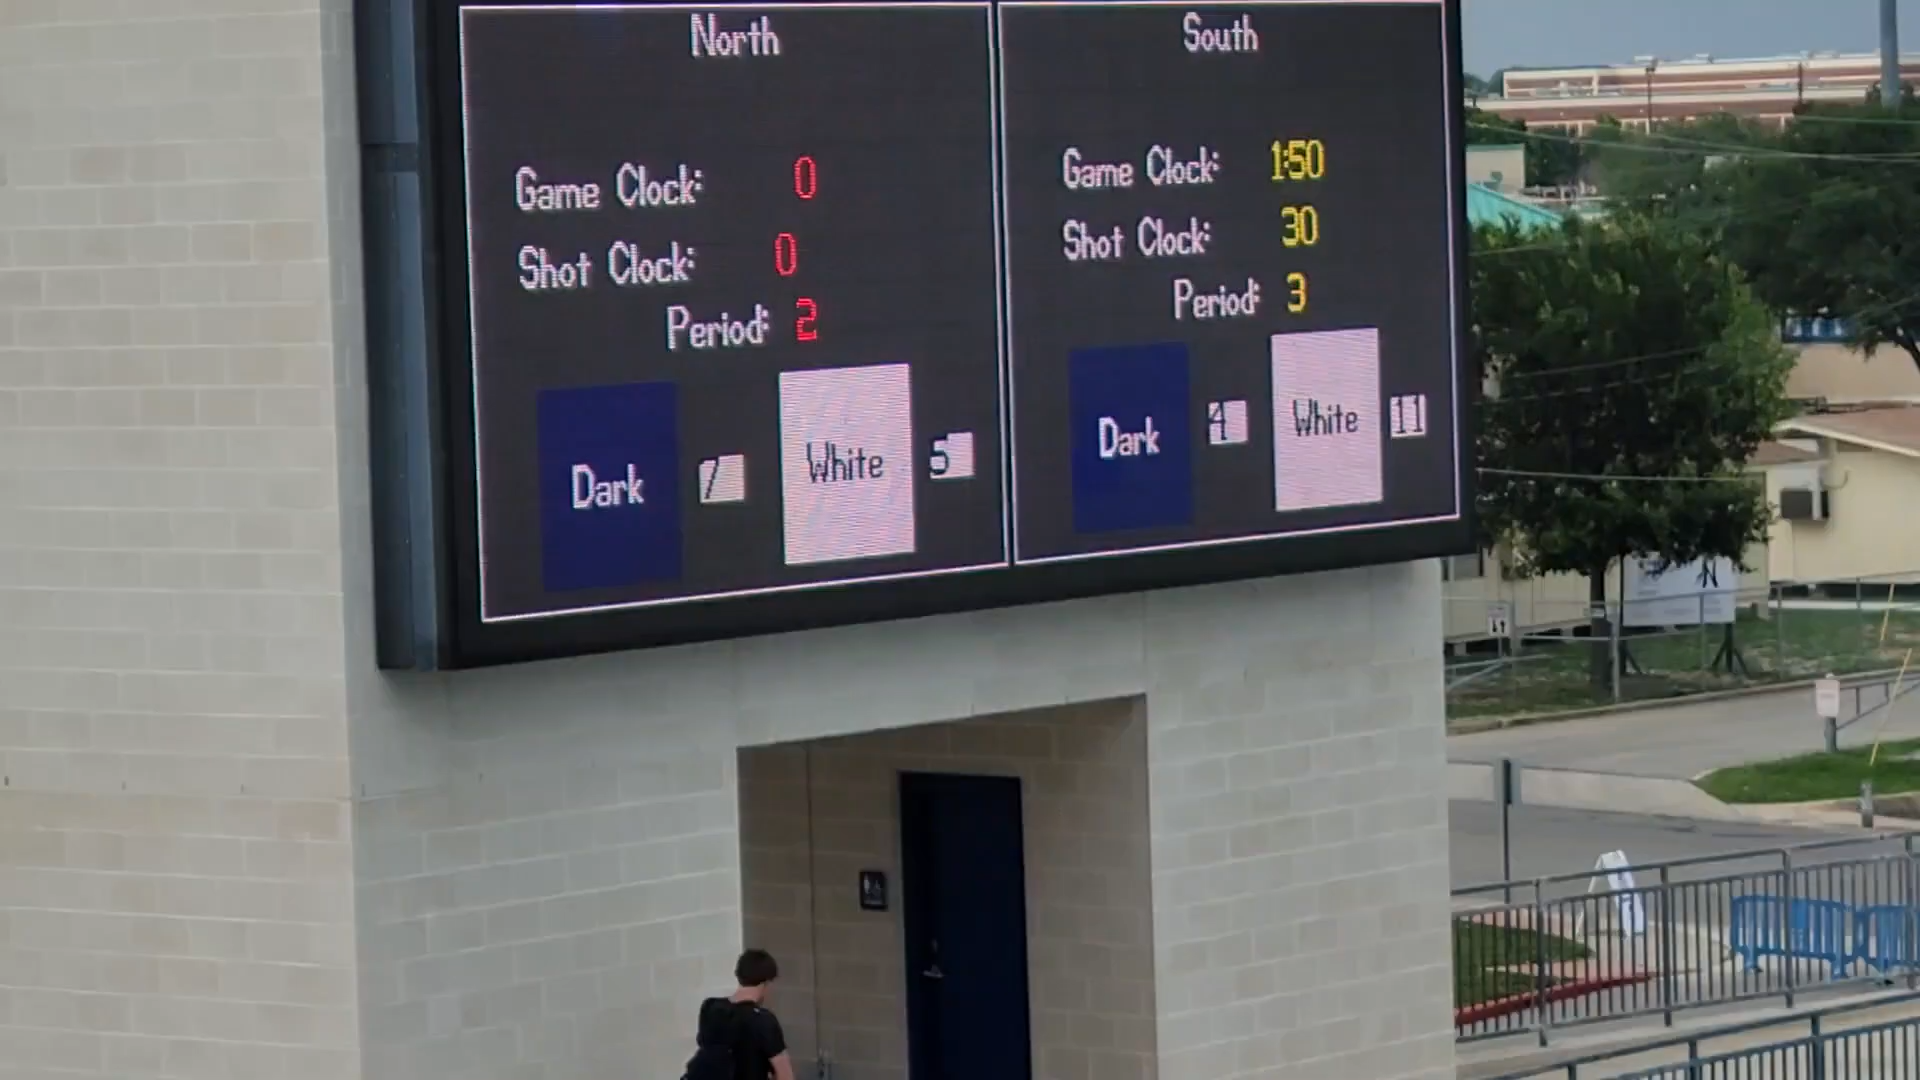 North
Game Clock: 0
Shot Clock: 0
Period: 2
Dark 7 White 5
South
Game Clock: 1:50
Shot Clock: 30
Period: 3
Dark 4 White 11